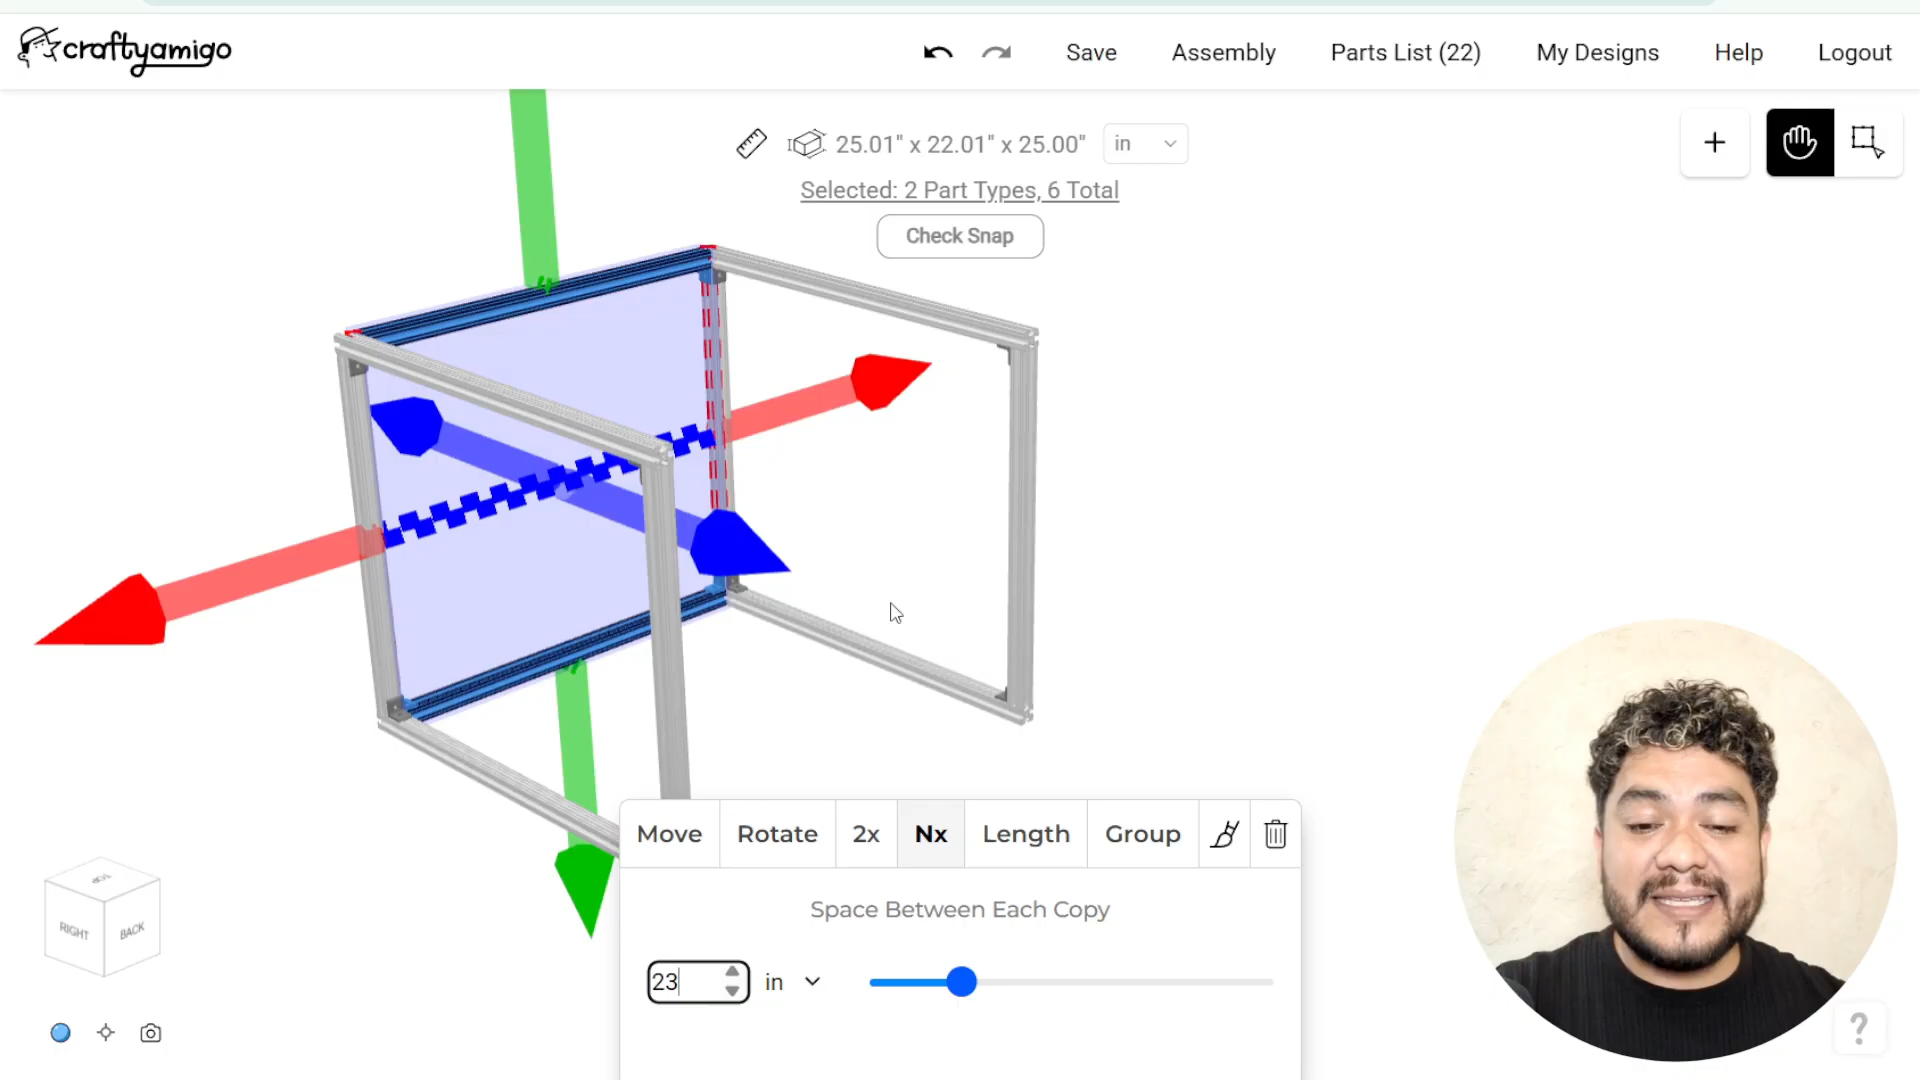 craftyamigo
Save
Assembly
Parts List (22)
My Designs
Help
Logout
25.01" x 22.01" x 25.00"
in
Selected: 2 Part Types, 6 Total
Check Snap
Move
Rotate
2x
Nx
Length
Group
Space Between Each Copy
23
in
TOP
RIGHT
BACK
?